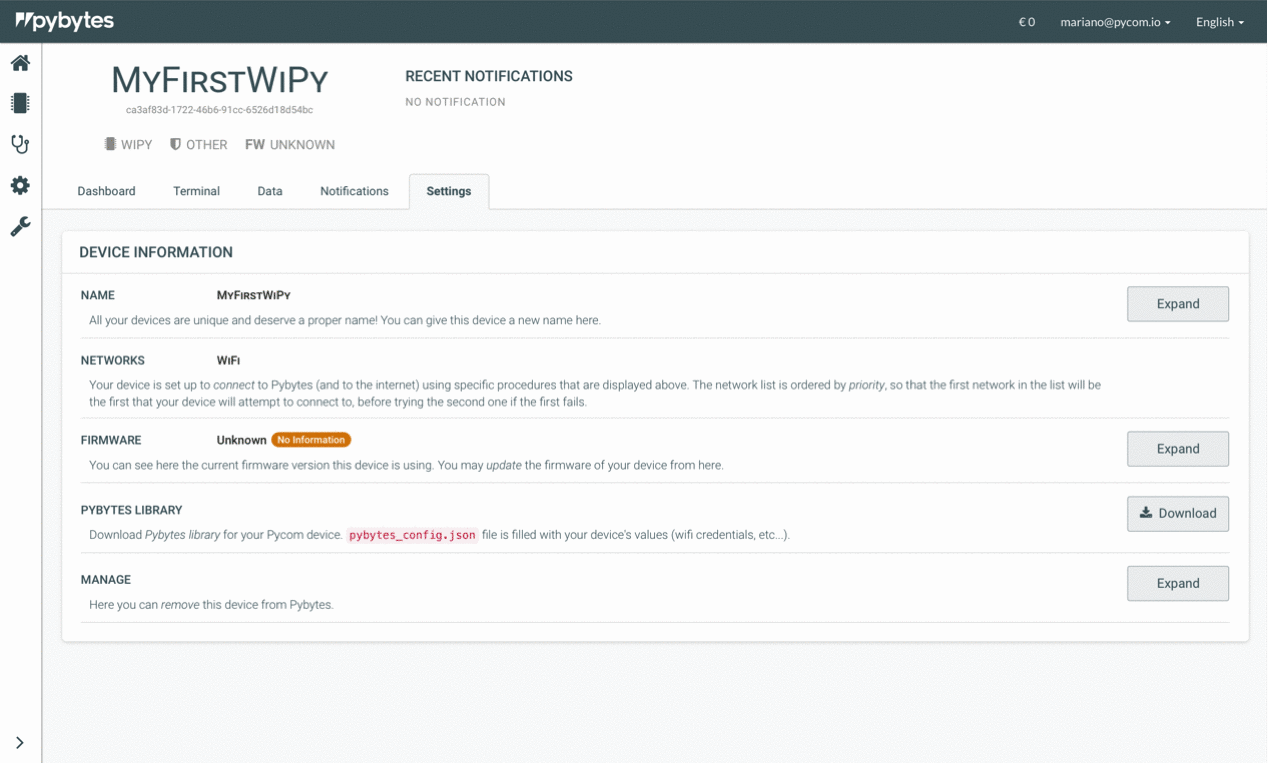 pybytes
€ 0 mariano@pycom.io English
MyFirstWiPy
ca3af83d-1722-46b6-91cc-6526d18d54bc
WIPY OTHER FW UNKNOWN
RECENT NOTIFICATIONS
NO NOTIFICATION
Dashboard Terminal Data Notifications Settings
DEVICE INFORMATION
NAME MyFirstWiPy
All your devices are unique and deserve a proper name! You can give this device a new name here.
Expand
NETWORKS WiFi
Your device is set up to connect to Pybytes (and to the internet) using specific procedures that are displayed above. The network list is ordered by priority, so that the first network in the list will be
the first that your device will attempt to connect to, before trying the second one if the first fails.
FIRMWARE Unknown No Information
You can see here the current firmware version this device is using. You may update the firmware of your device from here.
Expand
PYBYTES LIBRARY
Download Pybytes library for your Pycom device. pybytes_config.json file is filled with your device's values (wifi credentials, etc...).
Download
MANAGE
Here you can remove this device from Pybytes.
Expand